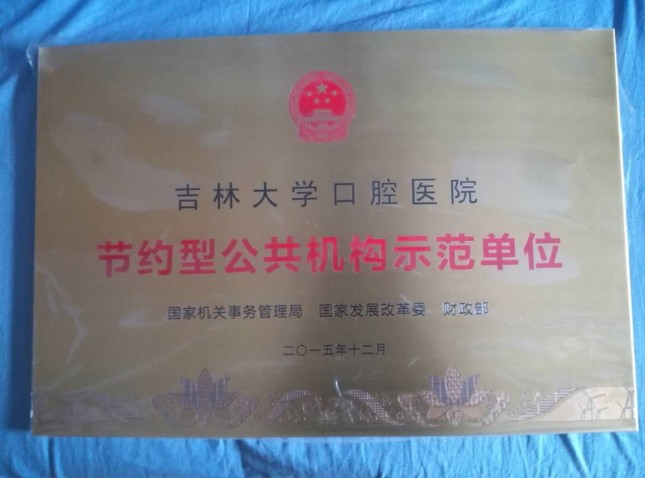 吉林大学口腔医院
节约型公共机构示范单位
国家机关事务管理局 国家发展改革委 财政部
二〇一五年十二月